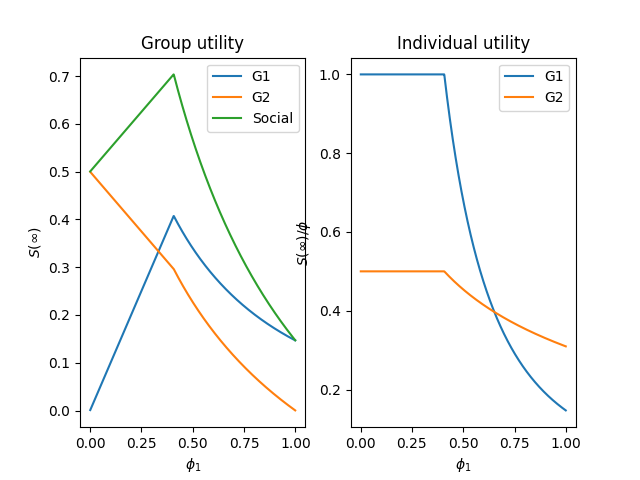 Group utility
G1
G2
Social
0.7
0.6
0.5
0.4
0.3
0.2
0.1
0.0
S(∞)
0.00 0.25 0.50 0.75 1.00
ϕ₁
Individual utility
G1
G2
1.0
0.8
0.6
0.4
0.2
S(∞)/ϕ
0.00 0.25 0.50 0.75 1.00
ϕ₁